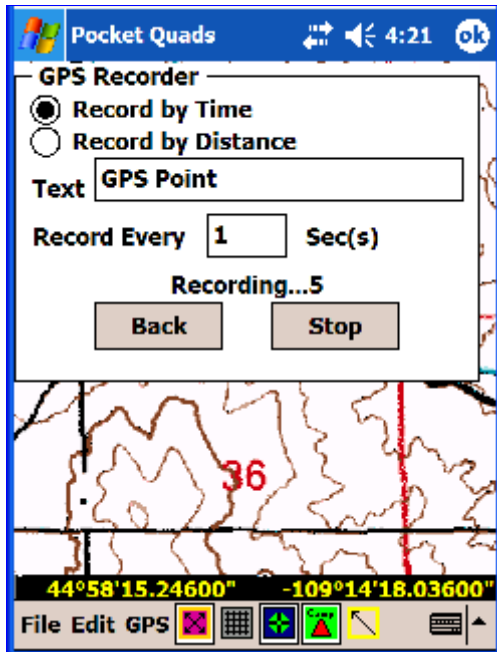 Pocket Quads 4:21 ok
GPS Recorder
Record by Time
Record by Distance
Text GPS Point
Record Every 1 Sec(s)
Recording...5
Back Stop
36
44°58'15.24600" -109°14'18.03600"
File Edit GPS Camp